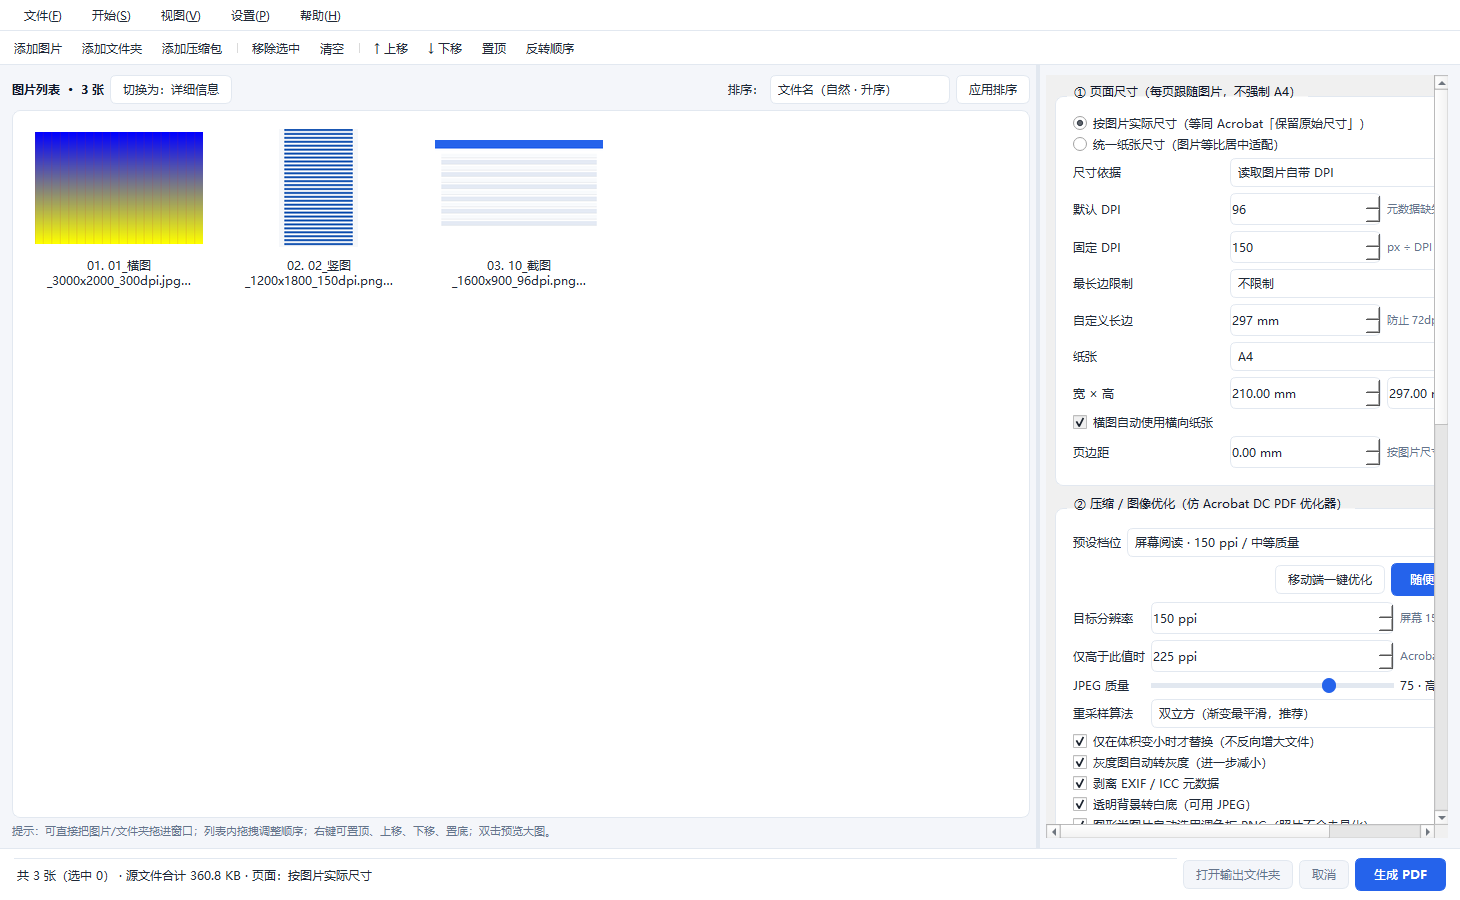 文件(F) 开始(S) 视图(V) 设置(P) 帮助(H)
添加图片 添加文件夹 添加压缩包 移除选中 清空 ↑上移 ↓下移 置顶 反转顺序
图片列表 · 3 张 切换为：详细信息 排序： 文件名（自然 · 升序） 应用排序
01. 01_横图
_3000x2000_300dpi.jpg...
02. 02_竖图
_1200x1800_150dpi.png...
03. 10_截图
_1600x900_96dpi.png...
提示：可直接把图片/文件夹拖进窗口；列表内拖拽调整顺序；右键可置顶、上移、下移、置底；双击预览大图。
① 页面尺寸（每页跟随图片，不强制 A4）
按图片实际尺寸（等同 Acrobat「保留原始尺寸」）
统一纸张尺寸（图片等比居中适配）
尺寸依据 读取图片自带 DPI
默认 DPI 96 元数据缺
固定 DPI 150 px ÷ DPI
最长边限制 不限制
自定义长边 297 mm 防止 72dp
纸张 A4
宽 × 高 210.00 mm 297.00
横图自动使用横向纸张
页边距 0.00 mm 按图片尺
② 压缩 / 图像优化（仿 Acrobat DC PDF 优化器）
预设档位 屏幕阅读 · 150 ppi / 中等质量
移动端一键优化 随便
目标分辨率 150 ppi 屏幕 15
仅高于此值时 225 ppi Acroba
JPEG 质量 75 · 高
重采样算法 双立方（渐变最平滑，推荐）
仅在体积变小时才替换（不反向增大文件）
灰度图自动转灰度（进一步减小）
剥离 EXIF / ICC 元数据
透明背景转白底（可用 JPEG）
共 3 张（选中 0） · 源文件合计 360.8 KB · 页面：按图片实际尺寸 打开输出文件夹 取消 生成 PDF